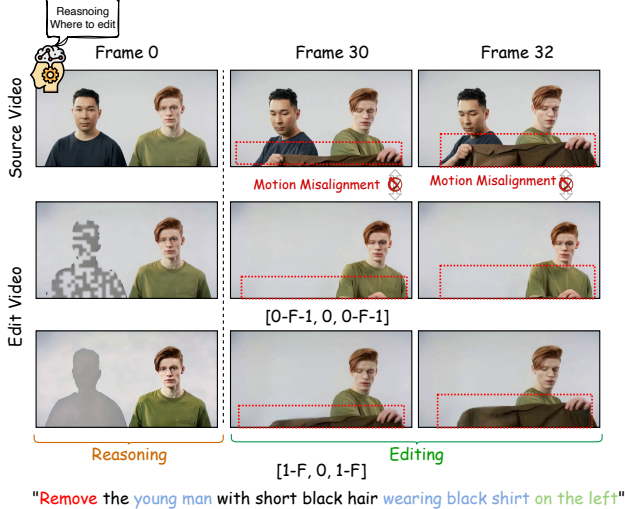 Reasnoing
Where to edit
Frame 0
Frame 30
Frame 32
Source Video
Motion Misalignment
Motion Misalignment
Edit Video
[0-F-1, 0, 0-F-1]
Reasoning
Editing
[1-F, 0, 1-F]
"Remove the young man with short black hair wearing black shirt on the left"